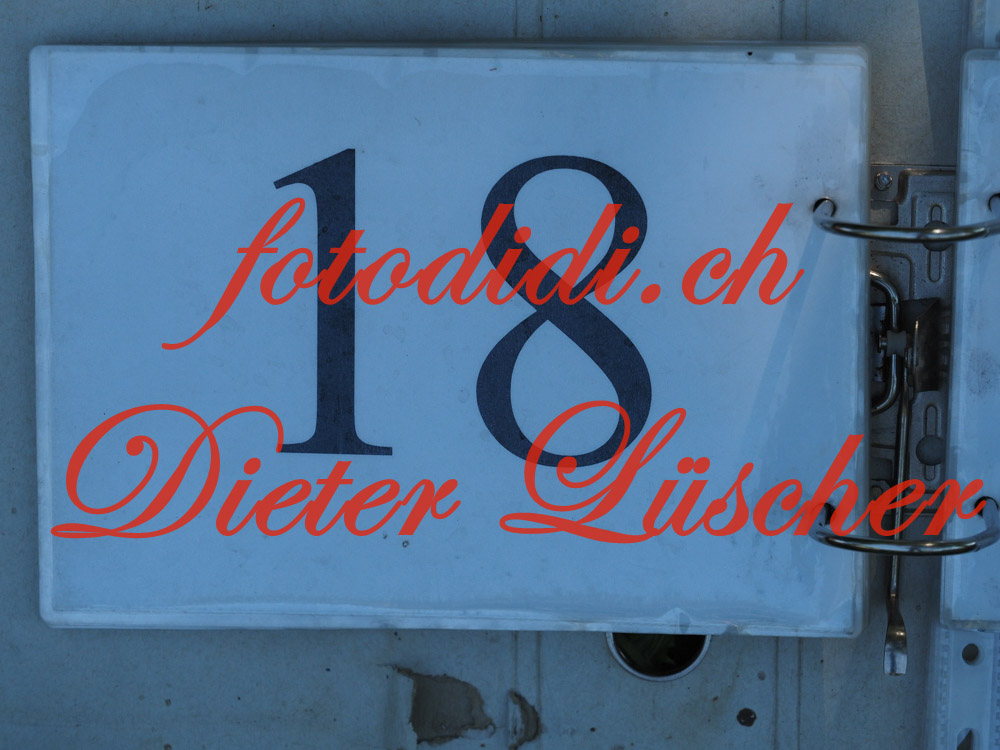 18
fotodidi.ch
Dieter Lüscher